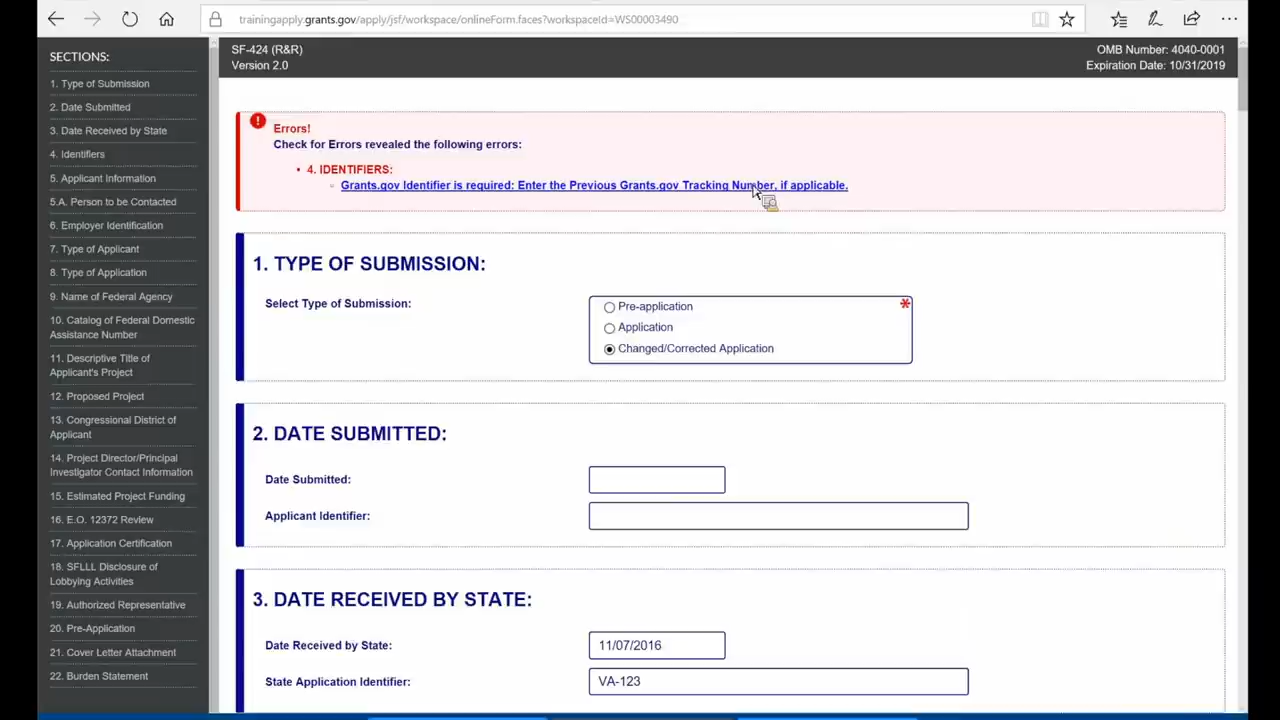 trainingapply.grants.gov/apply/jsf/workspace/onlineForm.faces?workspaceId=WS00003490
SECTIONS:
1. Type of Submission
2. Date Submitted
3. Date Received by State
4. Identifiers
5. Applicant Information
5.A. Person to be Contacted
6. Employer Identification
7. Type of Applicant
8. Type of Application
9. Name of Federal Agency
10. Catalog of Federal Domestic
Assistance Number
11. Descriptive Title of
Applicant's Project
12. Proposed Project
13. Congressional District of
Applicant
14. Project Director/Principal
Investigator Contact Information
15. Estimated Project Funding
16. E.O. 12372 Review
17. Application Certification
18. SFLLL Disclosure of
Lobbying Activities
19. Authorized Representative
20. Pre-Application
21. Cover Letter Attachment
22. Burden Statement
SF-424 (R&R)
Version 2.0
OMB Number: 4040-0001
Expiration Date: 10/31/2019
Errors!
Check for Errors revealed the following errors:
4. IDENTIFIERS:
Grants.gov Identifier is required: Enter the Previous Grants.gov Tracking Number, if applicable.
1. TYPE OF SUBMISSION:
Select Type of Submission:
Pre-application *
Application
Changed/Corrected Application
2. DATE SUBMITTED:
Date Submitted:
Applicant Identifier:
3. DATE RECEIVED BY STATE:
Date Received by State: 11/07/2016
State Application Identifier: VA-123